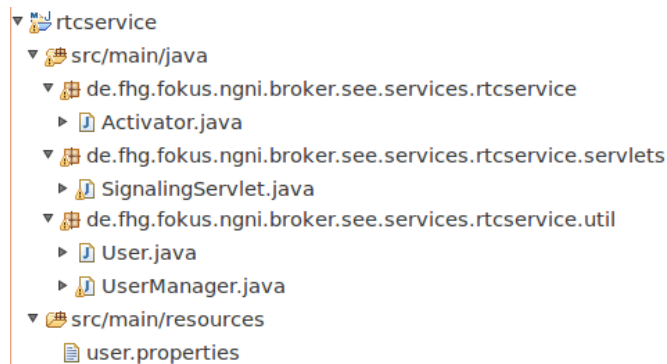 rtcservice
src/main/java
de.fhg.fokus.ngni.broker.see.services.rtcservice
Activator.java
de.fhg.fokus.ngni.broker.see.services.rtcservice.servlets
SignalingServlet.java
de.fhg.fokus.ngni.broker.see.services.rtcservice.util
User.java
UserManager.java
src/main/resources
user.properties